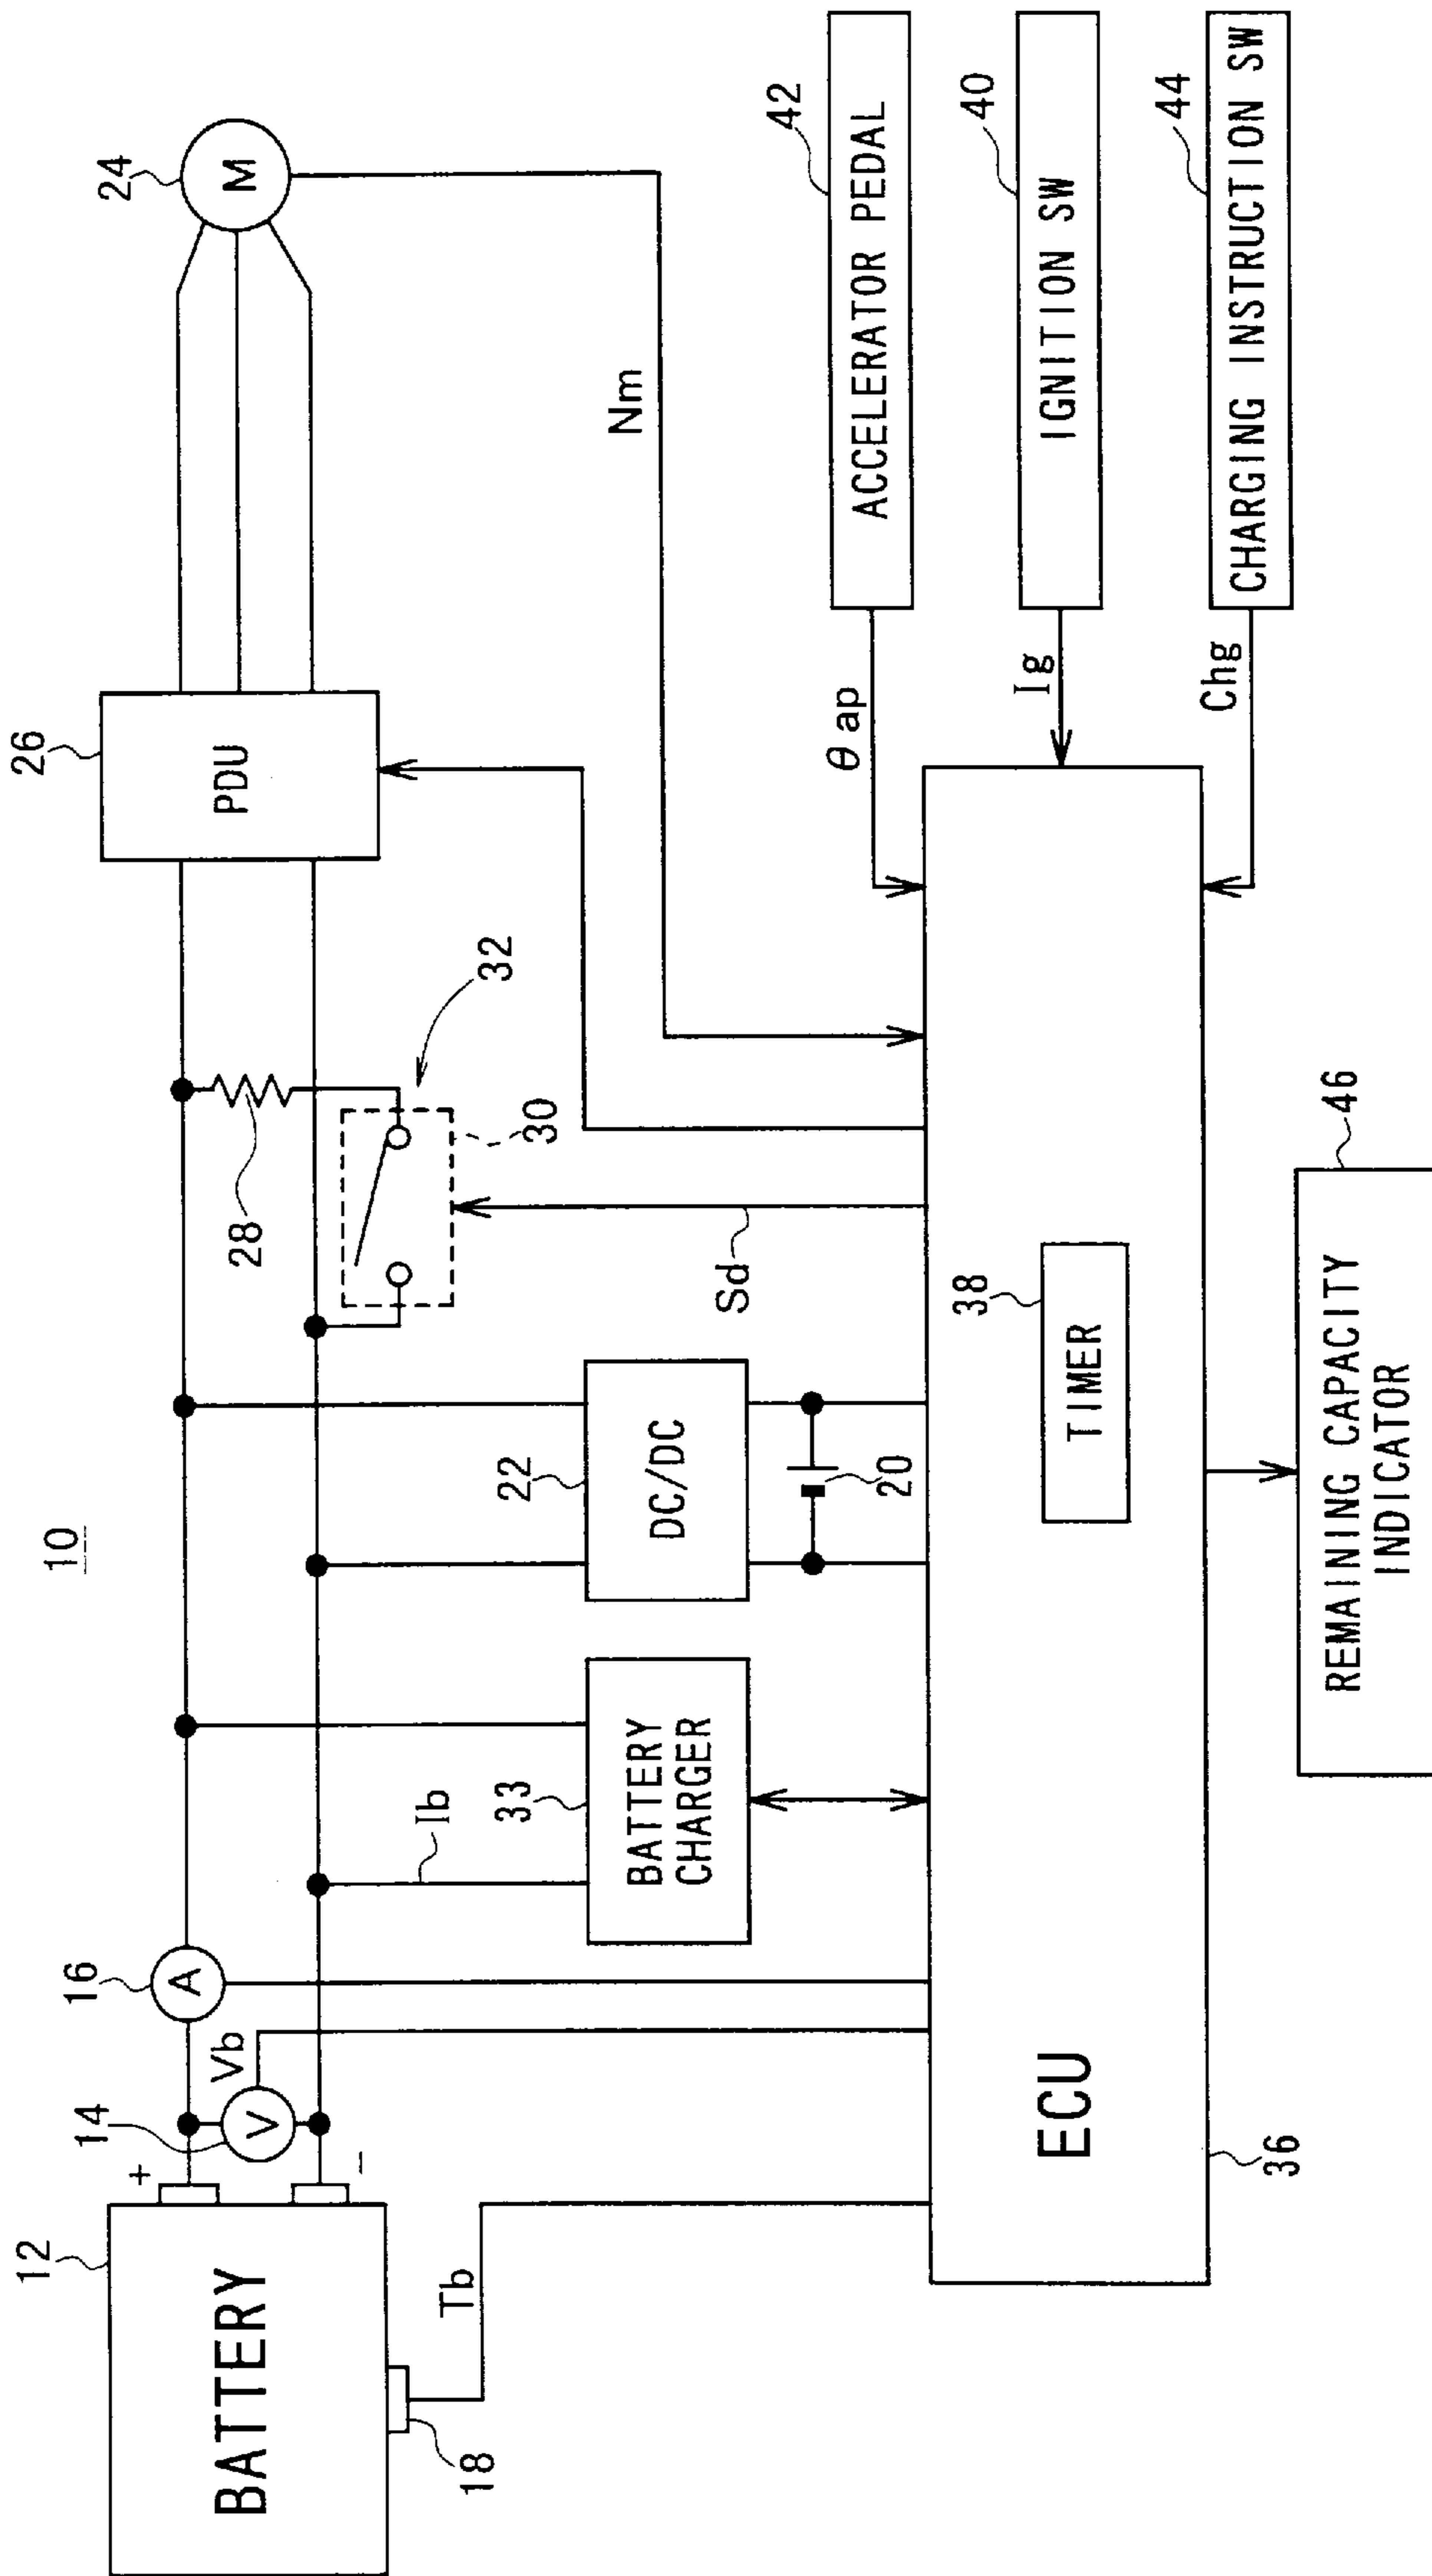 10
12
BATTERY
+
-
18
Tb
14
V
Vb
16
A
Ib
33
BATTERY
CHARGER
22
DC/DC
20
28
30
32
Sd
26
PDU
24
M
Nm
42
ACCELERATOR PEDAL
θap
40
IGNITION SW
Ig
44
CHARGING INSTRUCTION SW
Chg
ECU
36
38
TIMER
46
REMAINING CAPACITY
INDICATOR